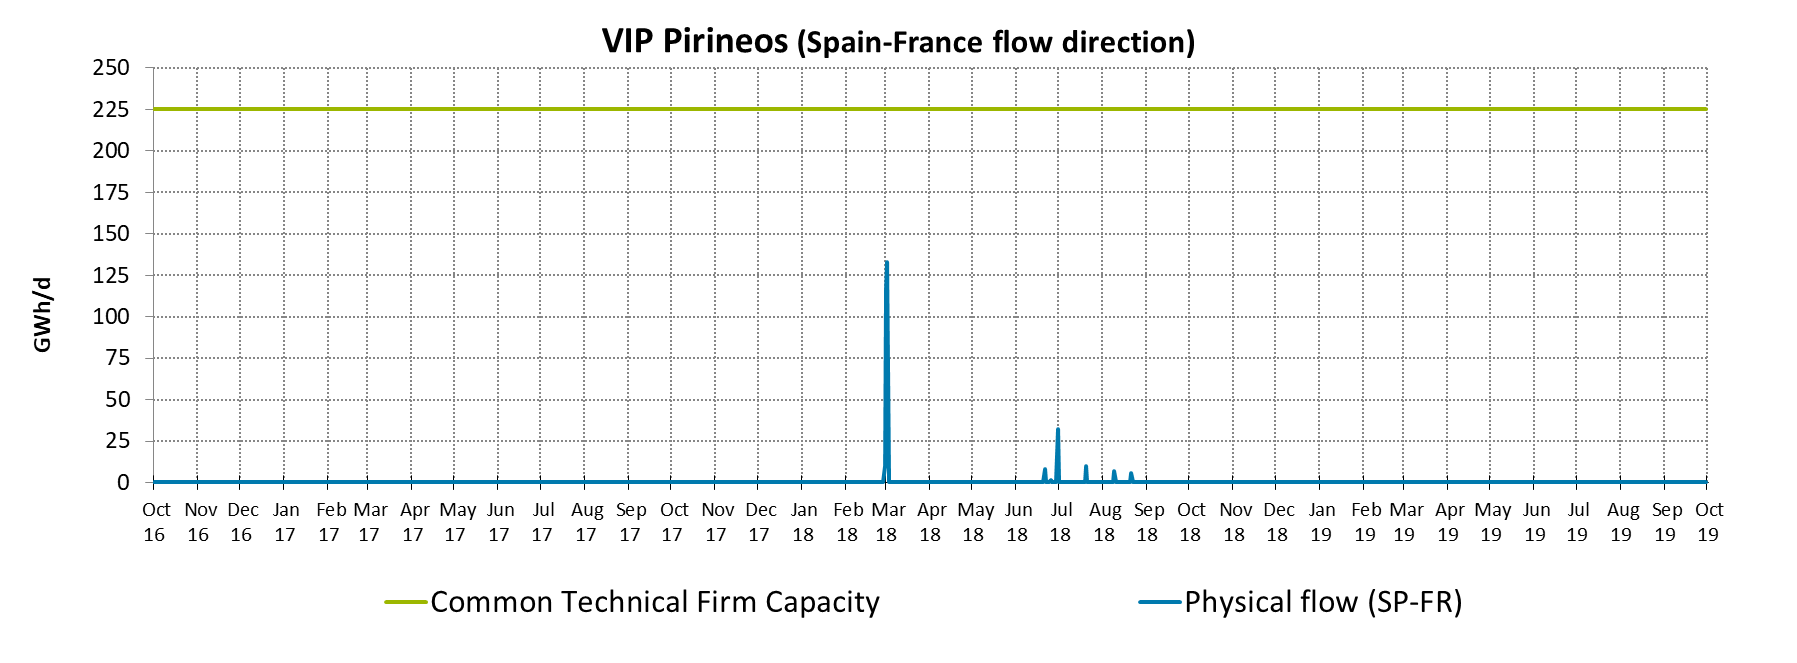 VIP Pirineos (Spain-France flow direction)
250
225
200
175
150
125
100
75
50
25
0
GWh/d
Oct Nov Dec Jan Feb Mar Apr May Jun Jul Aug Sep Oct Nov Dec Jan Feb Mar Apr May Jun Jul Aug Sep Oct Nov Dec Jan Feb Mar Apr May Jun Jul Aug Sep Oct
16 16 16 17 17 17 17 17 17 17 17 17 17 17 17 18 18 18 18 18 18 18 18 18 18 18 18 19 19 19 19 19 19 19 19 19 19
Common Technical Firm Capacity
Physical flow (SP-FR)